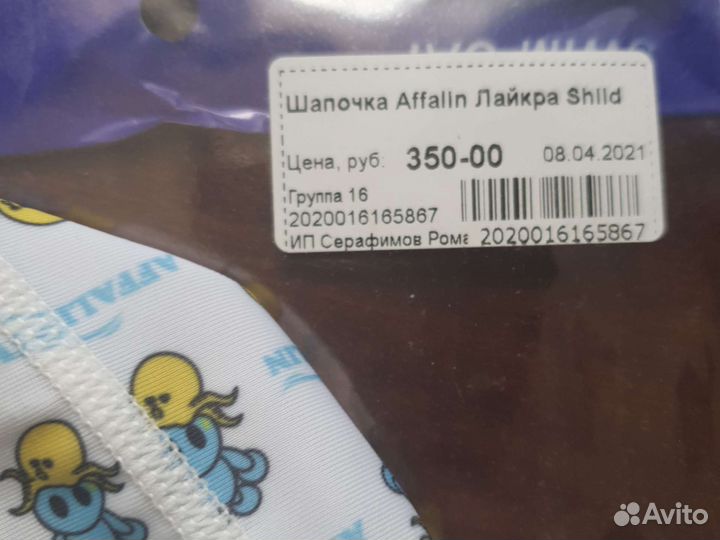 Шапочка Affalin Лайкра Shild
Цена, руб: 350-00 08.04.2021
Группа 16
2020016165867
ИП Серафимов Рома 2020016165867
AFFALIN
Avito